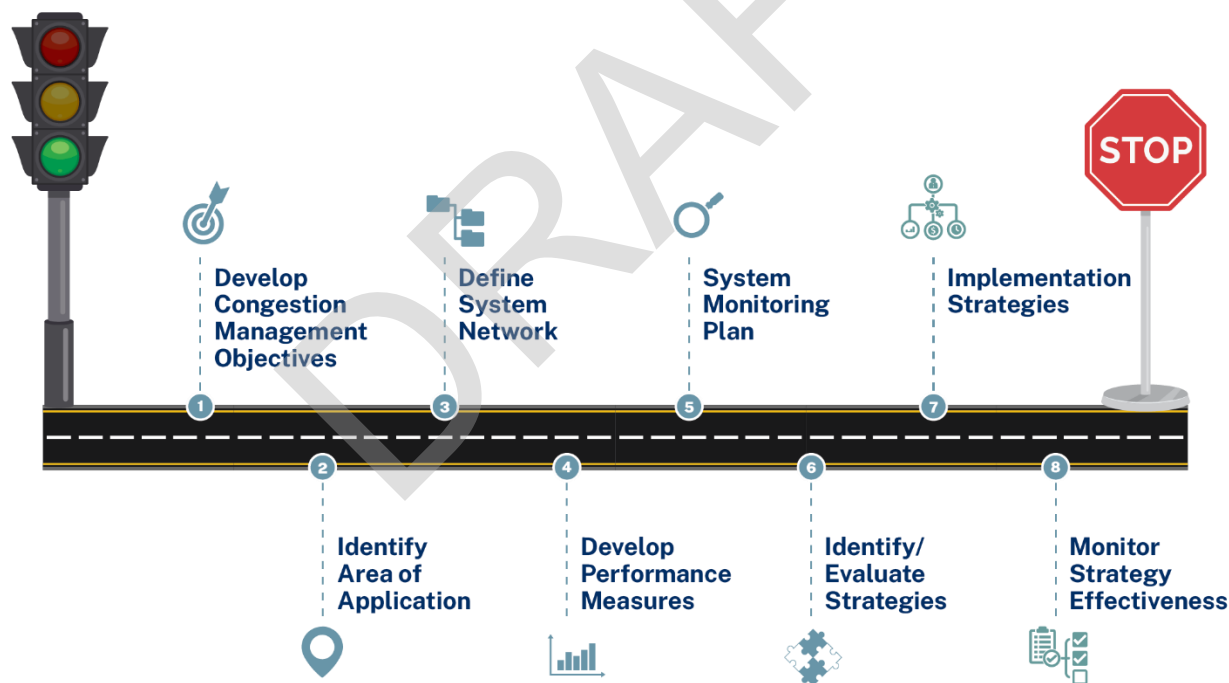 STOP
Develop
Congestion
Management
Objectives
1
Identify
Area of
Application
2
Define
System
Network
3
Develop
Performance
Measures
4
System
Monitoring
Plan
5
Identify/
Evaluate
Strategies
6
Implementation
Strategies
7
Monitor
Strategy
Effectiveness
8
DRAF